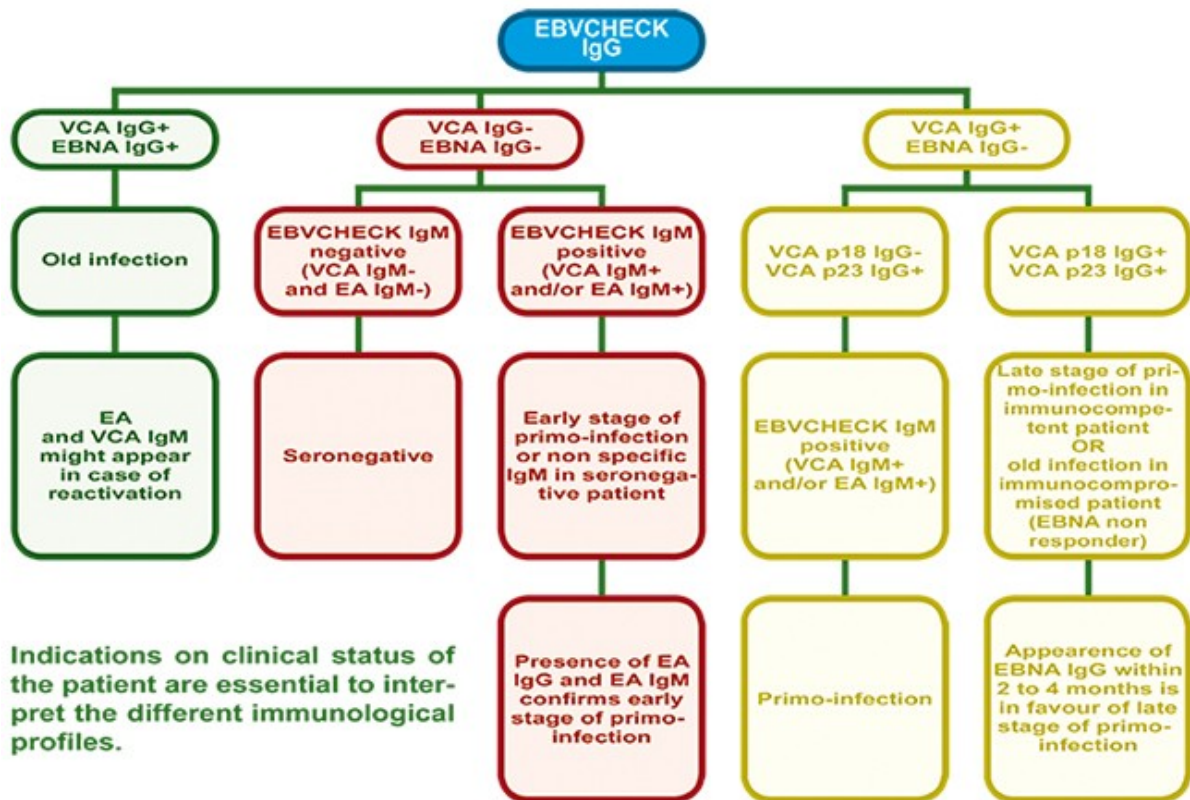 EBVCHECK
IgG
VCA IgG+
EBNA IgG+
VCA IgG-
EBNA IgG-
VCA IgG+
EBNA IgG-
Old infection
EBVCHECK IgM
negative
(VCA IgM-
and EA IgM-)
EBVCHECK IgM
positive
(VCA IgM+
and/or EA IgM+)
VCA p18 IgG-
VCA p23 IgG+
VCA p18 IgG+
VCA p23 IgG+
EA
and VCA IgM
might appear
in case of
reactivation
Seronegative
Early stage of
primo-infection
or non specific
IgM in seronega-
tive patient
EBVCHECK IgM
positive
(VCA IgM+
and/or EA IgM+)
Late stage of pri-
mo-infection in
immunocompe-
tent patient
OR
old infection in
immunocompro-
mised patient
(EBNA non
responder)
Presence of EA
IgG and EA IgM
confirms early
stage of primo-
infection
Primo-infection
Appearence of
EBNA IgG within
2 to 4 months is
in favour of late
stage of primo-
infection
Indications on clinical status of
the patient are essential to inter-
pret the different immunological
profiles.